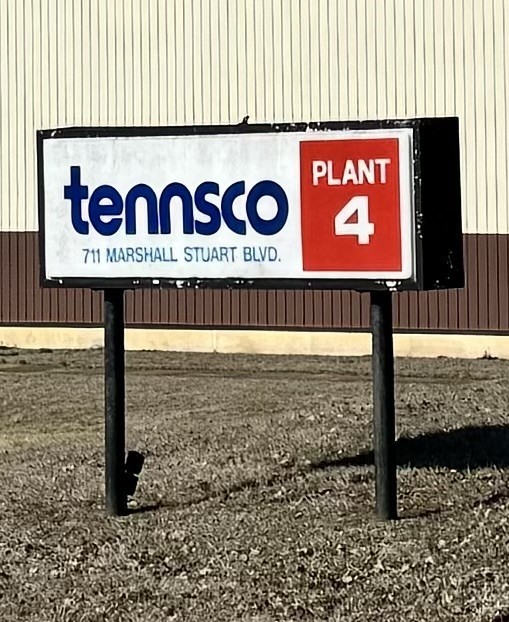 tennsco
711 MARSHALL STUART BLVD.
PLANT
4